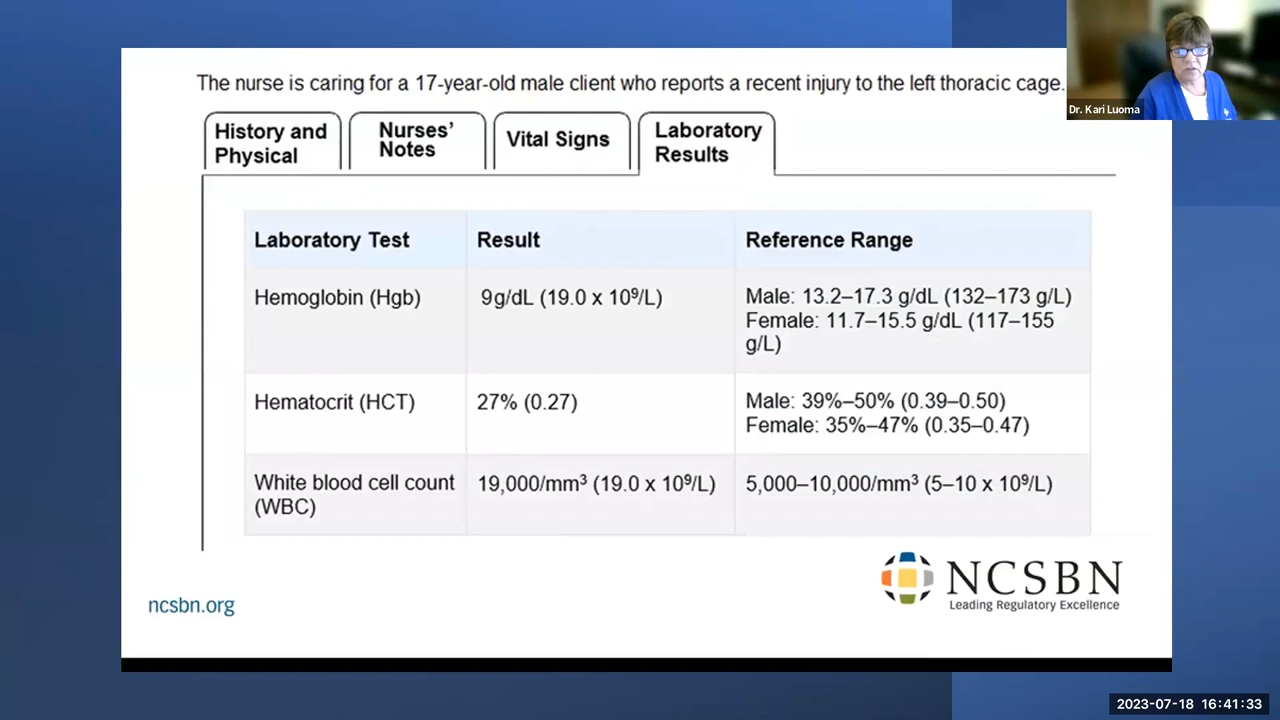 The nurse is caring for a 17-year-old male client who reports a recent injury to the left thoracic cage.
Dr. Kari Luoma
History and
Physical
Nurses'
Notes
Vital Signs
Laboratory
Results
Laboratory Test
Result
Reference Range
Hemoglobin (Hgb)
9g/dL (19.0 x 10⁹/L)
Male: 13.2–17.3 g/dL (132–173 g/L)
Female: 11.7–15.5 g/dL (117–155
g/L)
Hematocrit (HCT)
27% (0.27)
Male: 39%–50% (0.39–0.50)
Female: 35%–47% (0.35–0.47)
White blood cell count
(WBC)
19,000/mm³ (19.0 x 10⁹/L)
5,000–10,000/mm³ (5–10 x 10⁹/L)
ncsbn.org
NCSBN
Leading Regulatory Excellence
2023-07-18 16:41:33